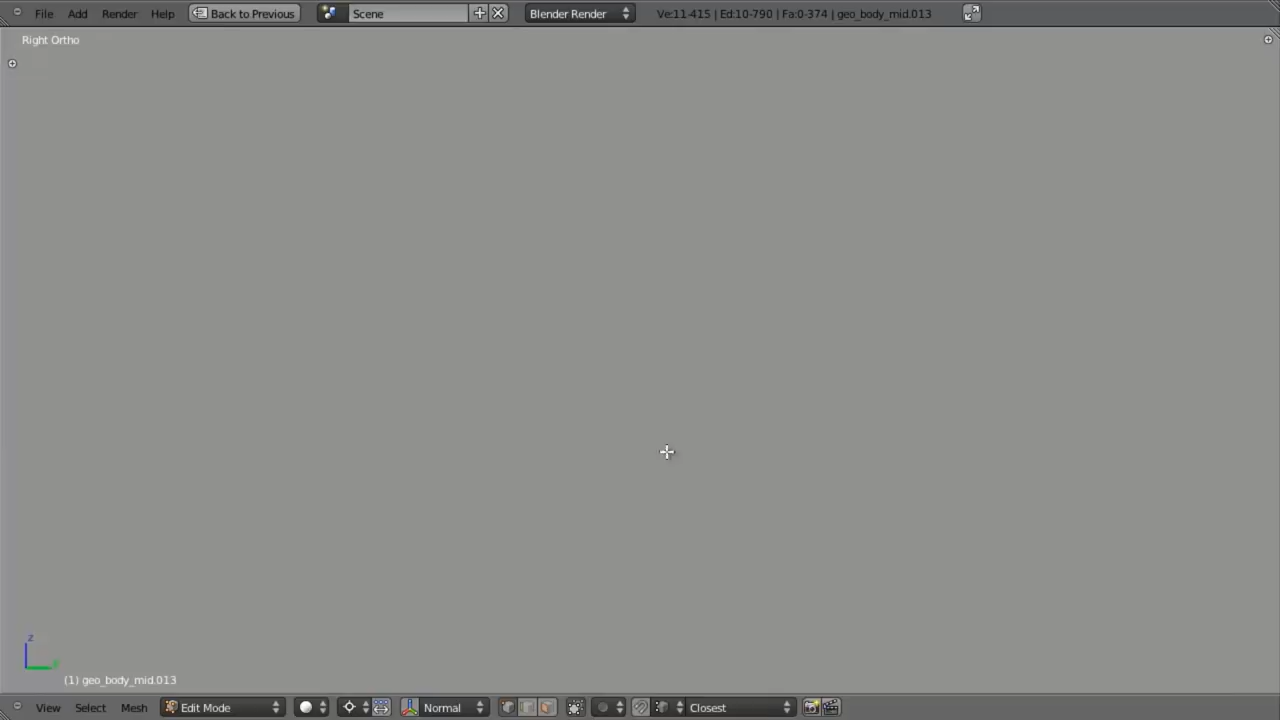 File Add Render Help Back to Previous Scene Blender Render Ve:11-415 | Ed:10-790 | Fa:0-374 | geo_body_mid.013
Right Ortho
z
(1) geo_body_mid.013
View Select Mesh Edit Mode Normal Closest